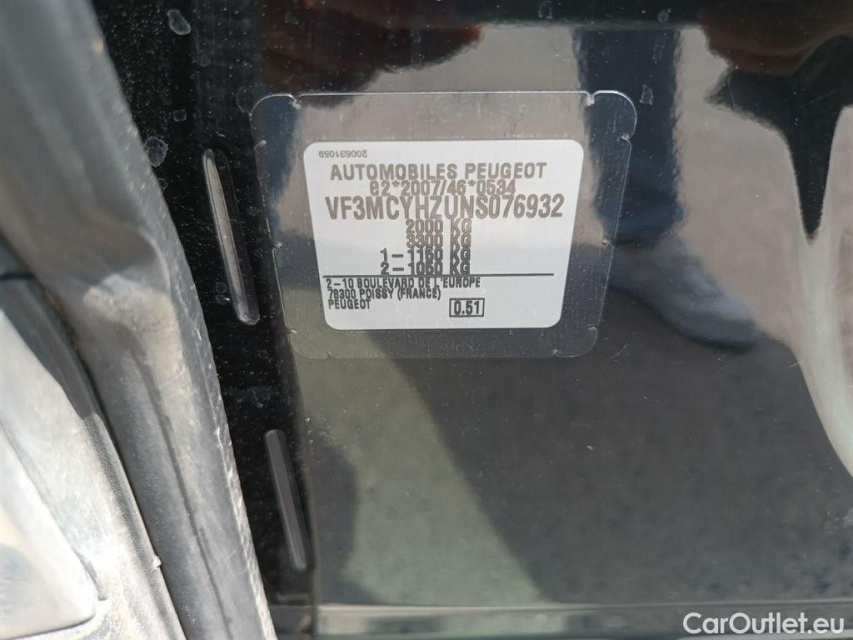 200631059
AUTOMOBILES PEUGEOT
e2*2007/46*0534
VF3MCYHZUNS076932
2000 KG
3300 KG
1-1150 KG
2-1050 KG
2-10 BOULEVARD DE L'EUROPE
78300 POISSY (FRANCE)
PEUGEOT
0.51
CarOutlet.eu